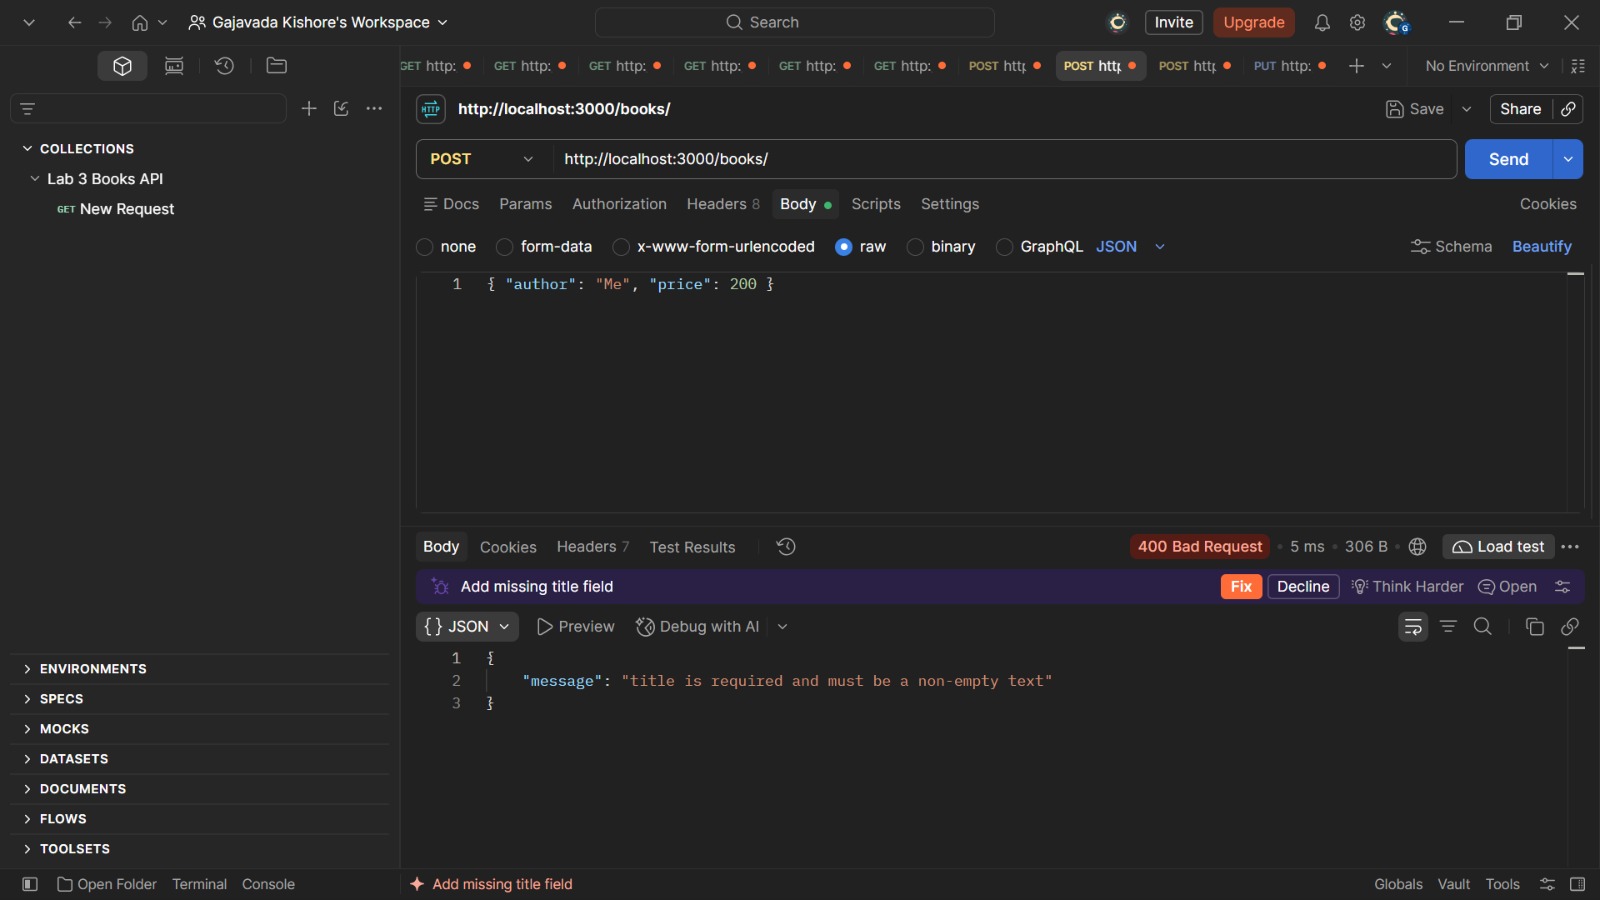 Gajavada Kishore's Workspace
Search
Invite
Upgrade
GET http:
GET http:
GET http:
GET http:
GET http:
GET http:
POST htt
POST htt
POST htt
PUT http:
No Environment
COLLECTIONS
Lab 3 Books API
GET New Request
ENVIRONMENTS
SPECS
MOCKS
DATASETS
DOCUMENTS
FLOWS
TOOLSETS
HTTP http://localhost:3000/books/
Save
Share
POST http://localhost:3000/books/
Send
Docs Params Authorization Headers 8 Body Scripts Settings Cookies
none form-data x-www-form-urlencoded raw binary GraphQL JSON Schema Beautify
1 { "author": "Me", "price": 200 }
Body Cookies Headers 7 Test Results 400 Bad Request • 5 ms • 306 B • Load test
Add missing title field Fix Decline Think Harder Open
{} JSON Preview Debug with AI
1 {
2 "message": "title is required and must be a non-empty text"
3 }
Open Folder Terminal Console Add missing title field Globals Vault Tools